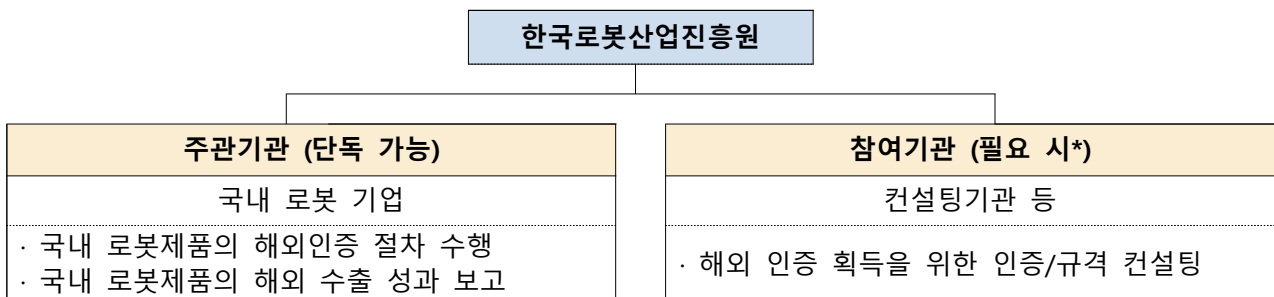 한국로봇산업진흥원
주관기관 (단독 가능)
국내 로봇 기업
· 국내 로봇제품의 해외인증 절차 수행
· 국내 로봇제품의 해외 수출 성과 보고
참여기관 (필요 시*)
컨설팅기관 등
· 해외 인증 획득을 위한 인증/규격 컨설팅